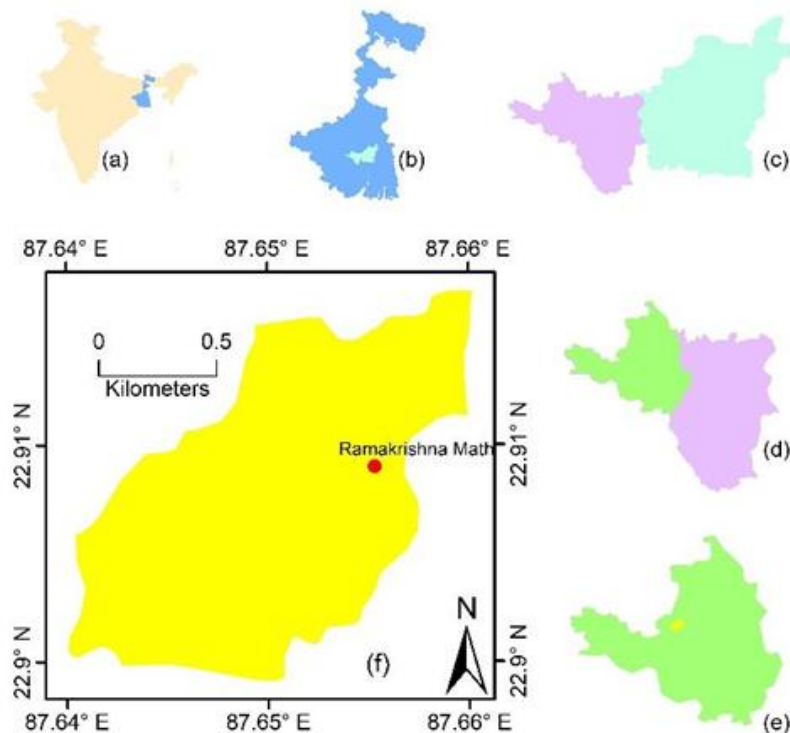 (a)
(b)
(c)
87.64° E 87.65° E 87.66° E
0 0.5
Kilometers
22.91° N
22.91° N
Ramakrishna Math
(d)
N
22.9° N
(f)
22.9° N
87.64° E 87.65° E 87.66° E
(e)